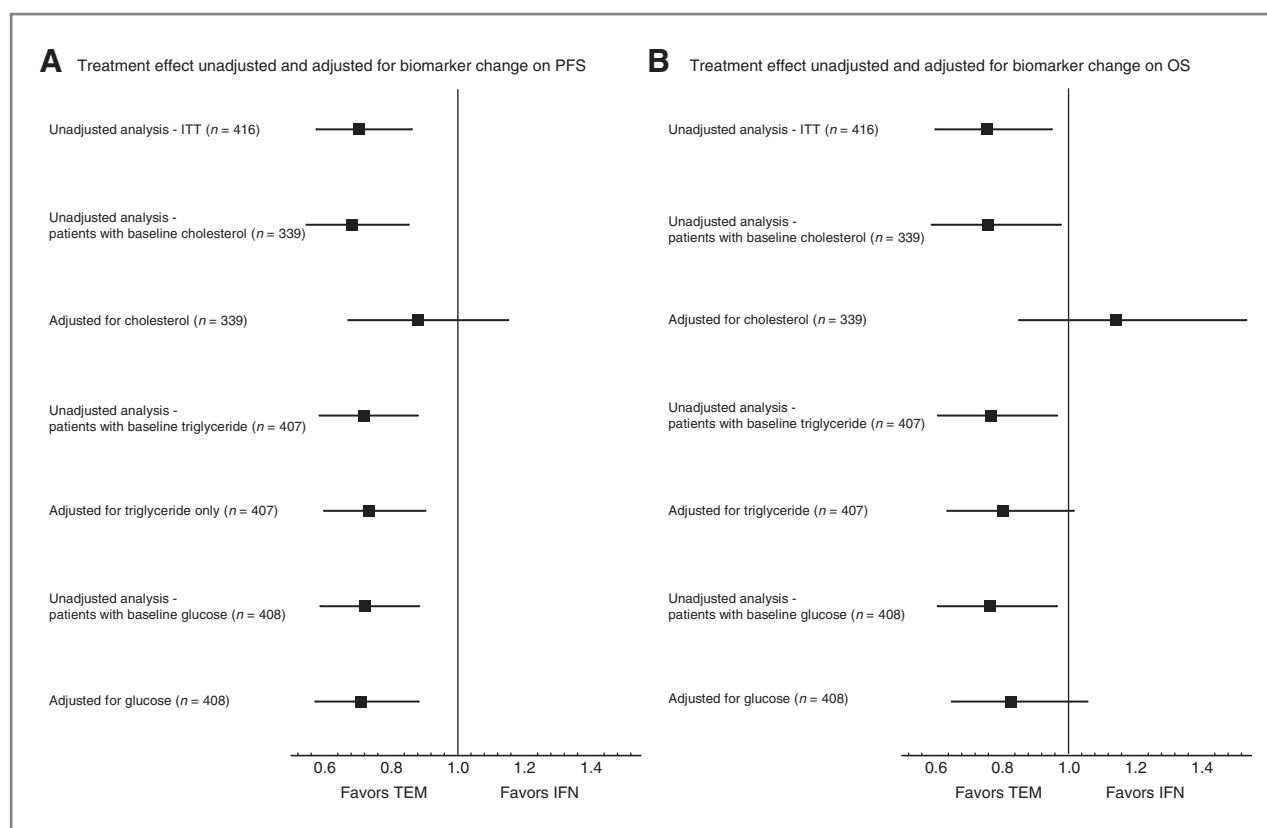 A Treatment effect unadjusted and adjusted for biomarker change on PFS
Unadjusted analysis - ITT (n = 416)
Unadjusted analysis -
patients with baseline cholesterol (n = 339)
Adjusted for cholesterol (n = 339)
Unadjusted analysis -
patients with baseline triglyceride (n = 407)
Adjusted for triglyceride only (n = 407)
Unadjusted analysis -
patients with baseline glucose (n = 408)
Adjusted for glucose (n = 408)
0.6 0.8 1.0 1.2 1.4
Favors TEM Favors IFN
B Treatment effect unadjusted and adjusted for biomarker change on OS
Unadjusted analysis - ITT (n = 416)
Unadjusted analysis -
patients with baseline cholesterol (n = 339)
Adjusted for cholesterol (n = 339)
Unadjusted analysis -
patients with baseline triglyceride (n = 407)
Adjusted for triglyceride (n = 407)
Unadjusted analysis -
patients with baseline glucose (n = 408)
Adjusted for glucose (n = 408)
0.6 0.8 1.0 1.2 1.4
Favors TEM Favors IFN